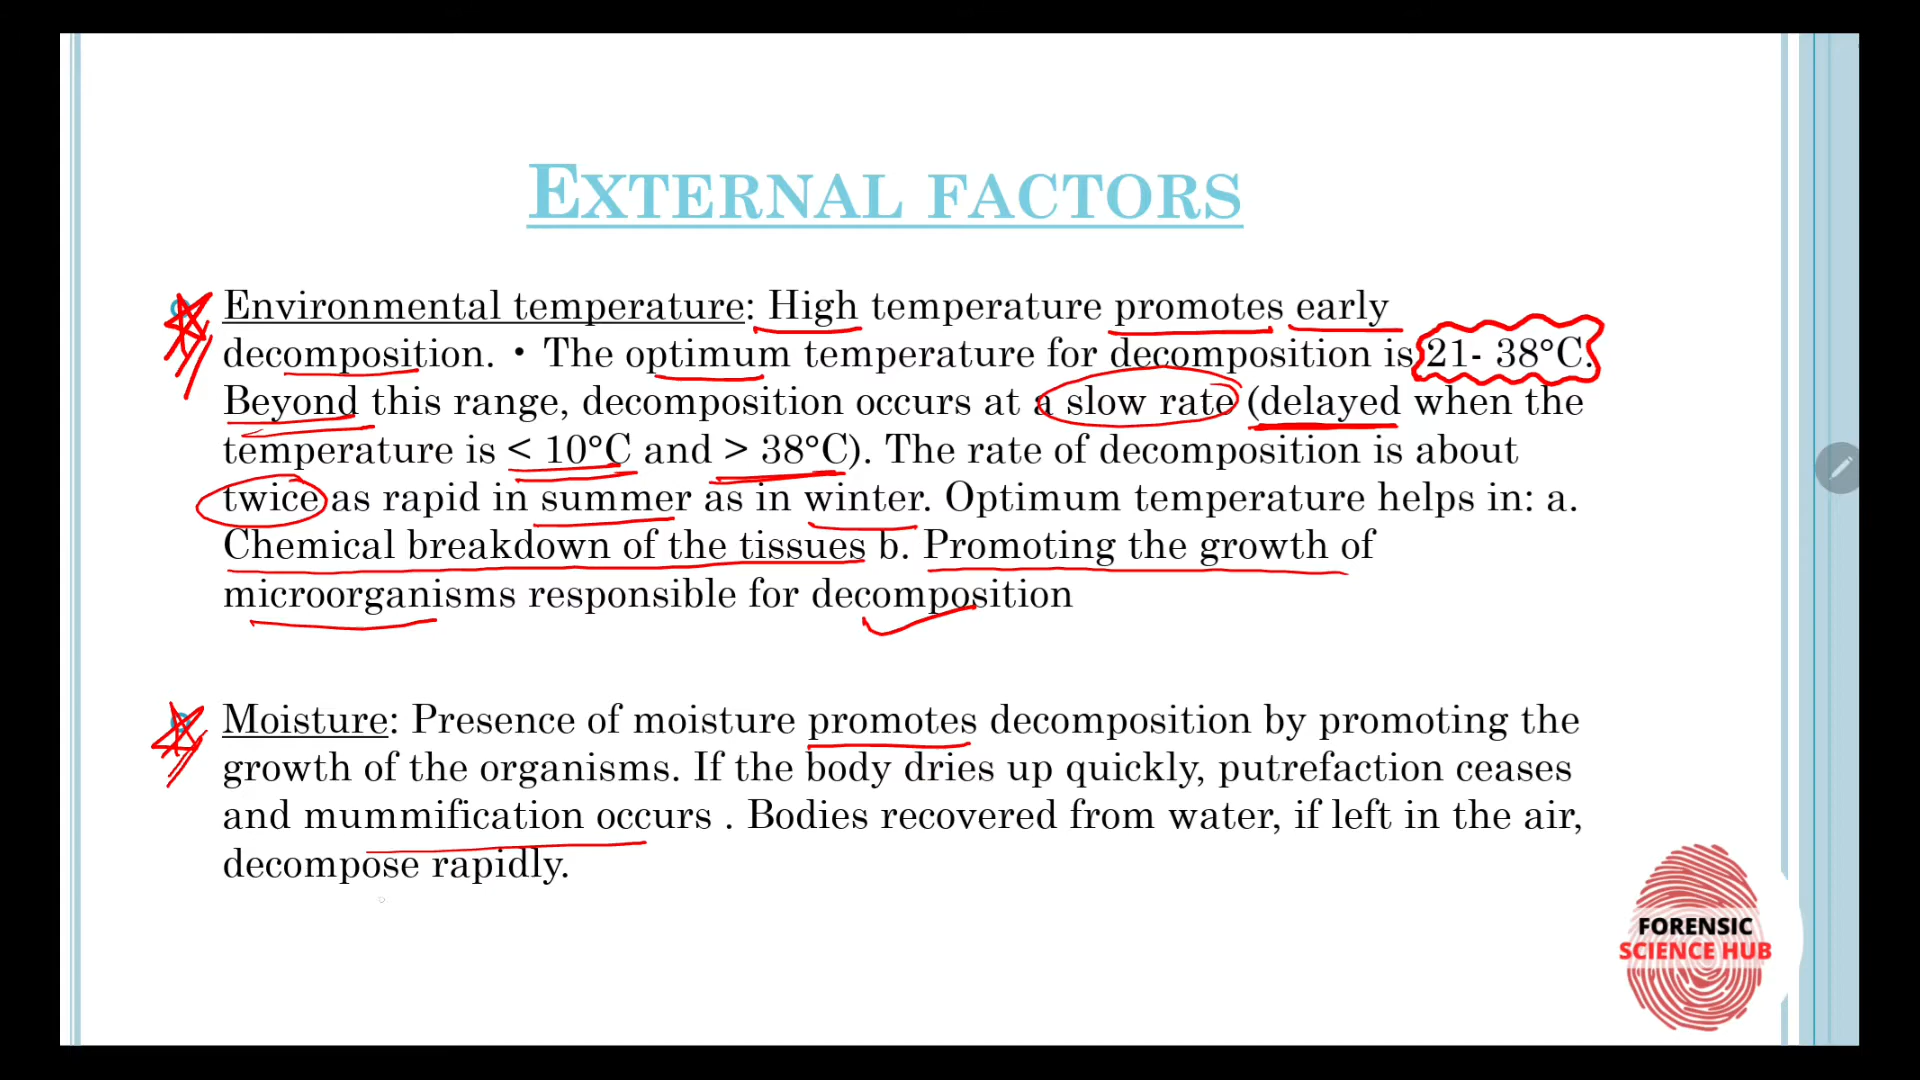 EXTERNAL FACTORS
Environmental temperature: High temperature promotes early
decomposition. • The optimum temperature for decomposition is 21- 38°C.
Beyond this range, decomposition occurs at a slow rate (delayed when the
temperature is < 10°C and > 38°C). The rate of decomposition is about
twice as rapid in summer as in winter. Optimum temperature helps in: a.
Chemical breakdown of the tissues b. Promoting the growth of
microorganisms responsible for decomposition
Moisture: Presence of moisture promotes decomposition by promoting the
growth of the organisms. If the body dries up quickly, putrefaction ceases
and mummification occurs . Bodies recovered from water, if left in the air,
decompose rapidly.
FORENSIC
SCIENCE HUB